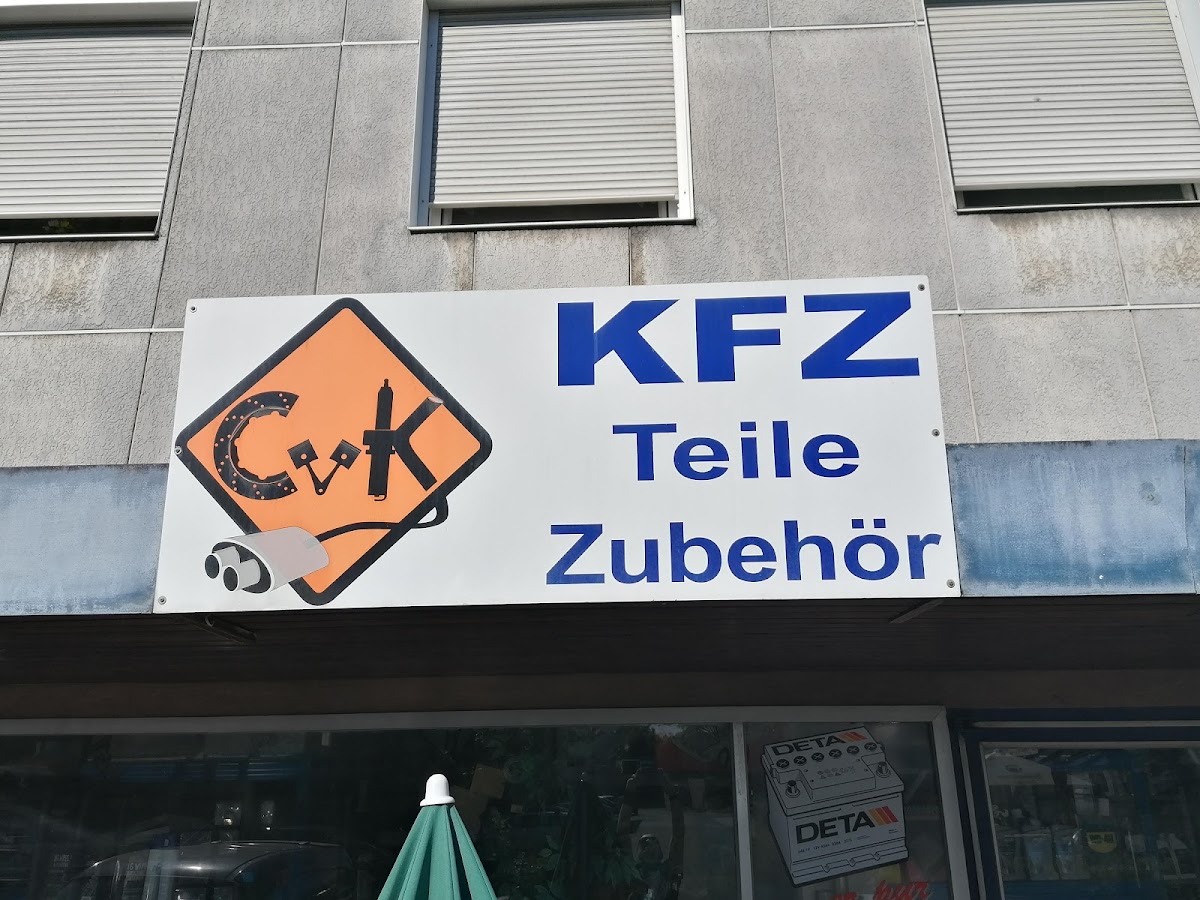 CvK
KFZ
Teile
Zubehör
DETA
DETA